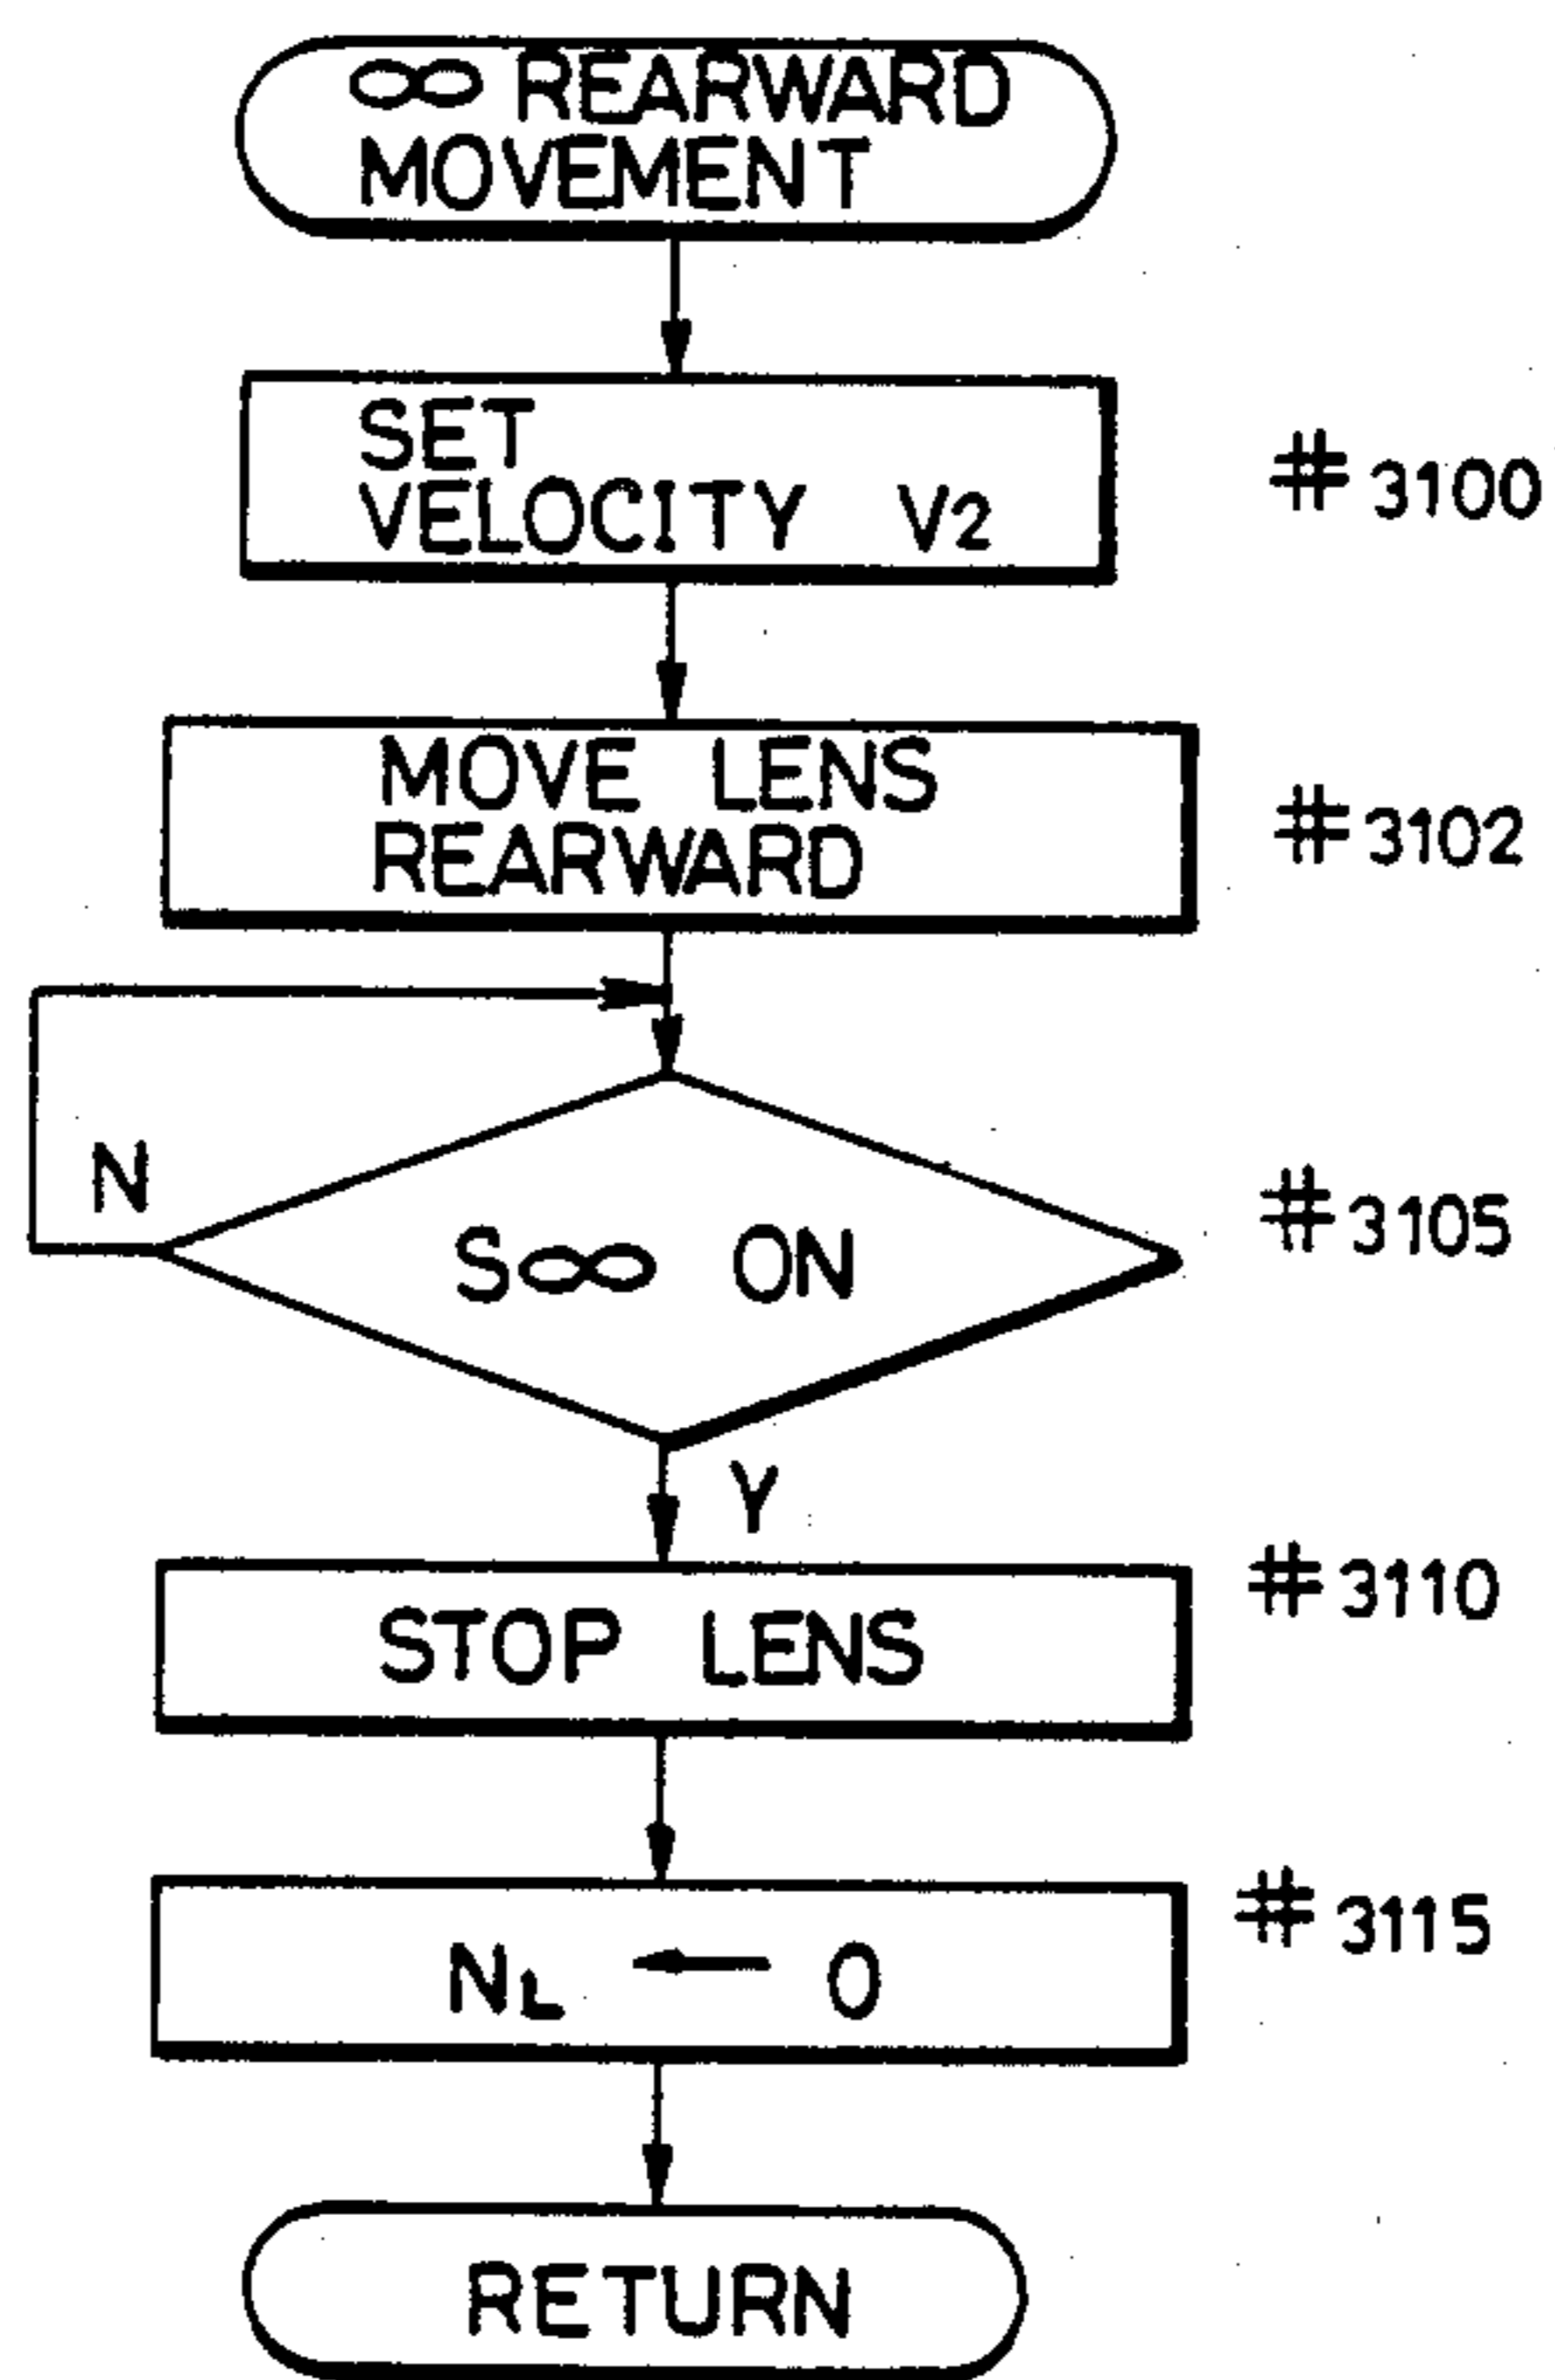 ∞ REARWARD
MOVEMENT
SET
VELOCITY V2
#3100
MOVE LENS
REARWARD
#3102
N
S∞ ON
#3105
Y
STOP LENS
#3110
NL ← 0
#3115
RETURN